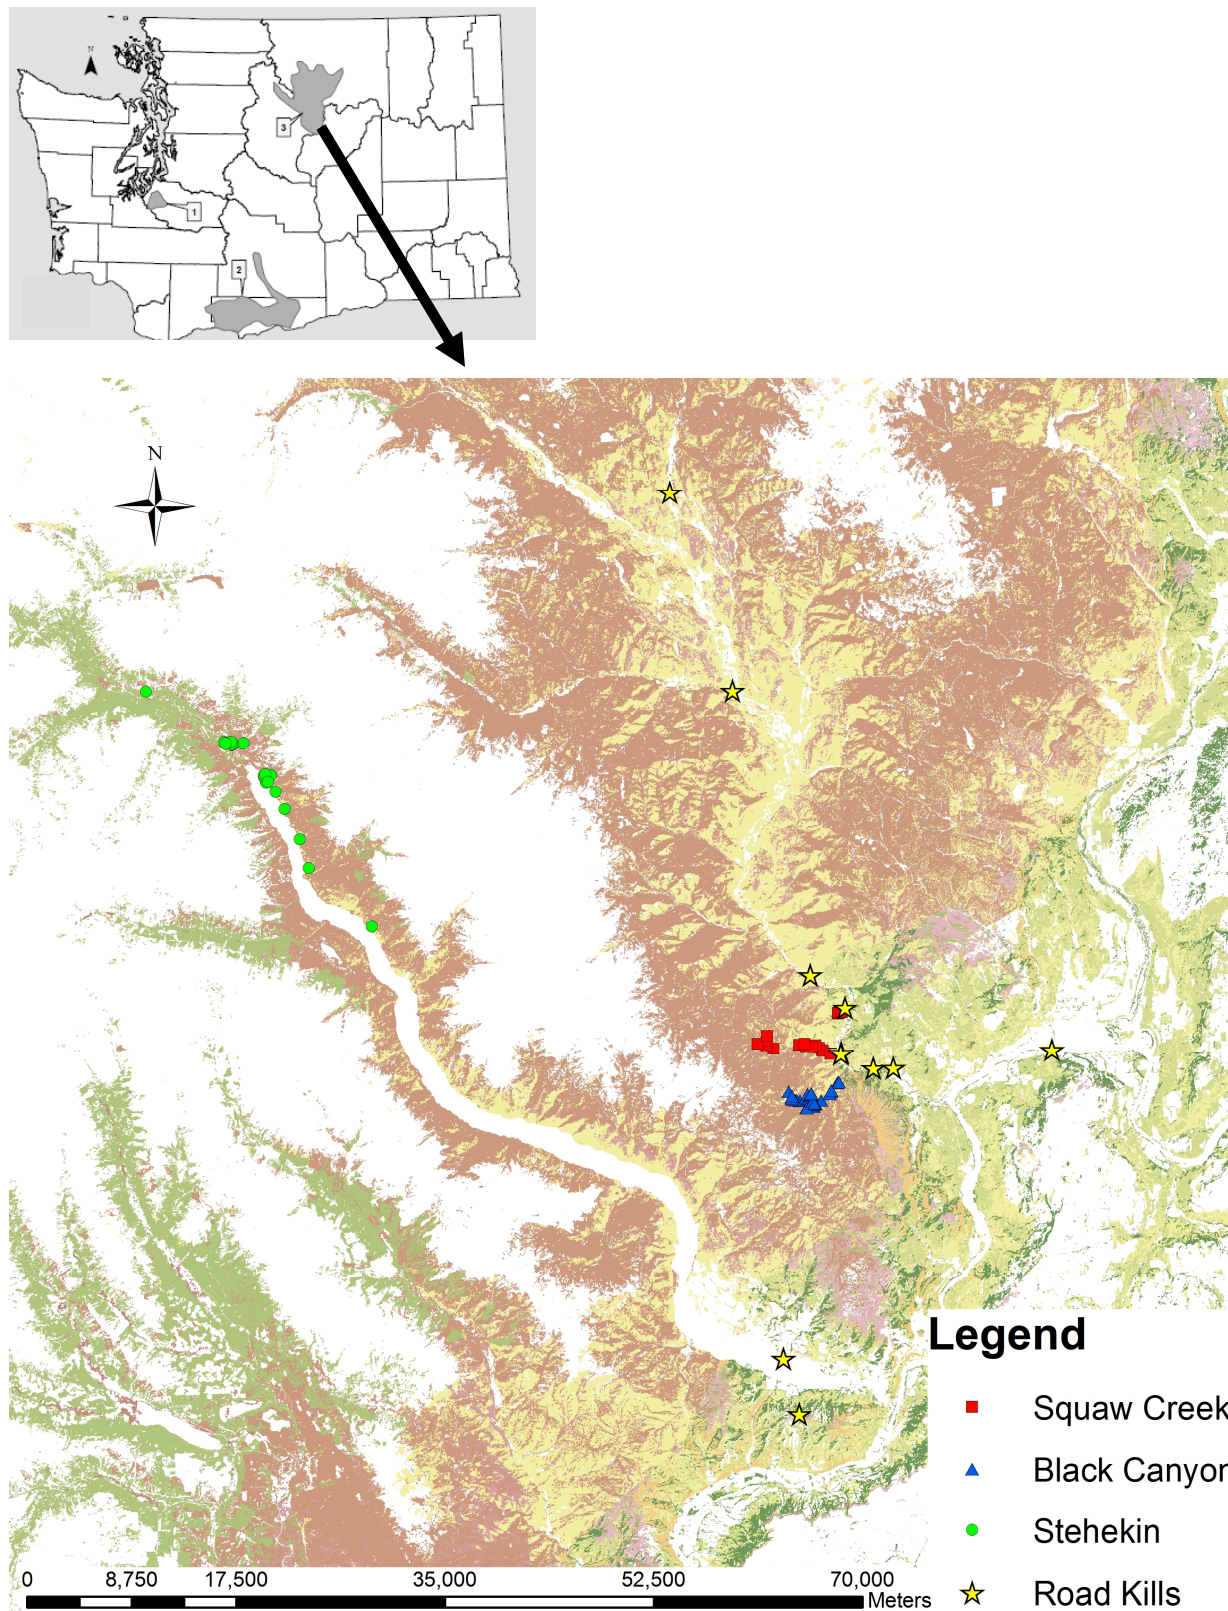 N
3
1
2
N
Legend
Squaw Creek
Black Canyor
Stehekin
Road Kills
0 8,750 17,500 35,000 52,500 70,000
Meters